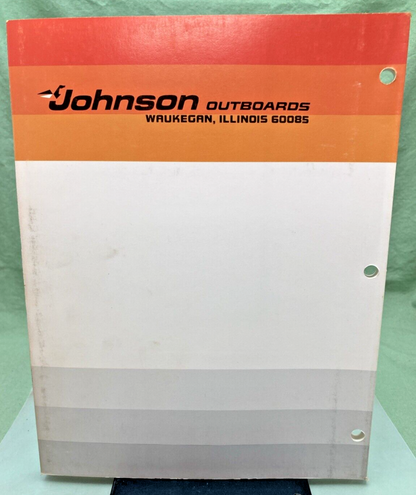 Johnson OUTBOARDS
WAUKEGAN, ILLINOIS 60085